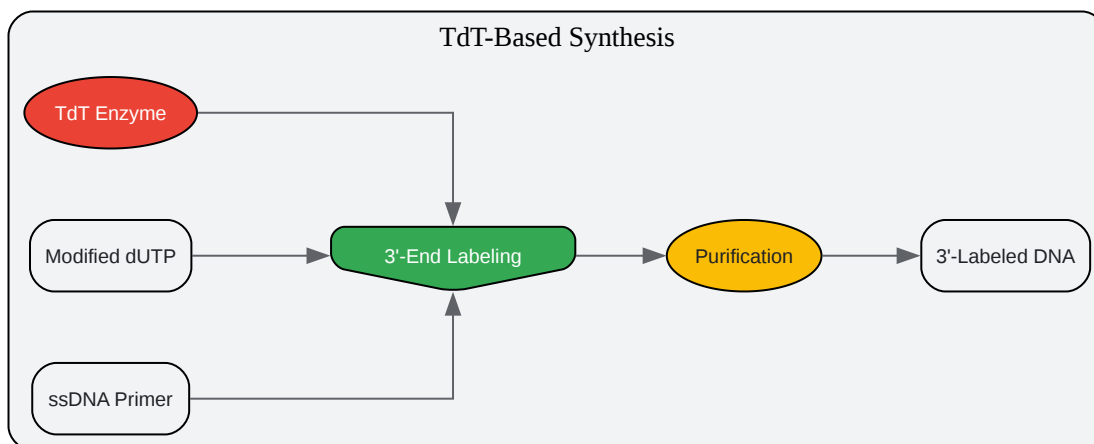 TdT-Based Synthesis
TdT Enzyme
Modified dUTP
3'-End Labeling
Purification
3'-Labeled DNA
ssDNA Primer